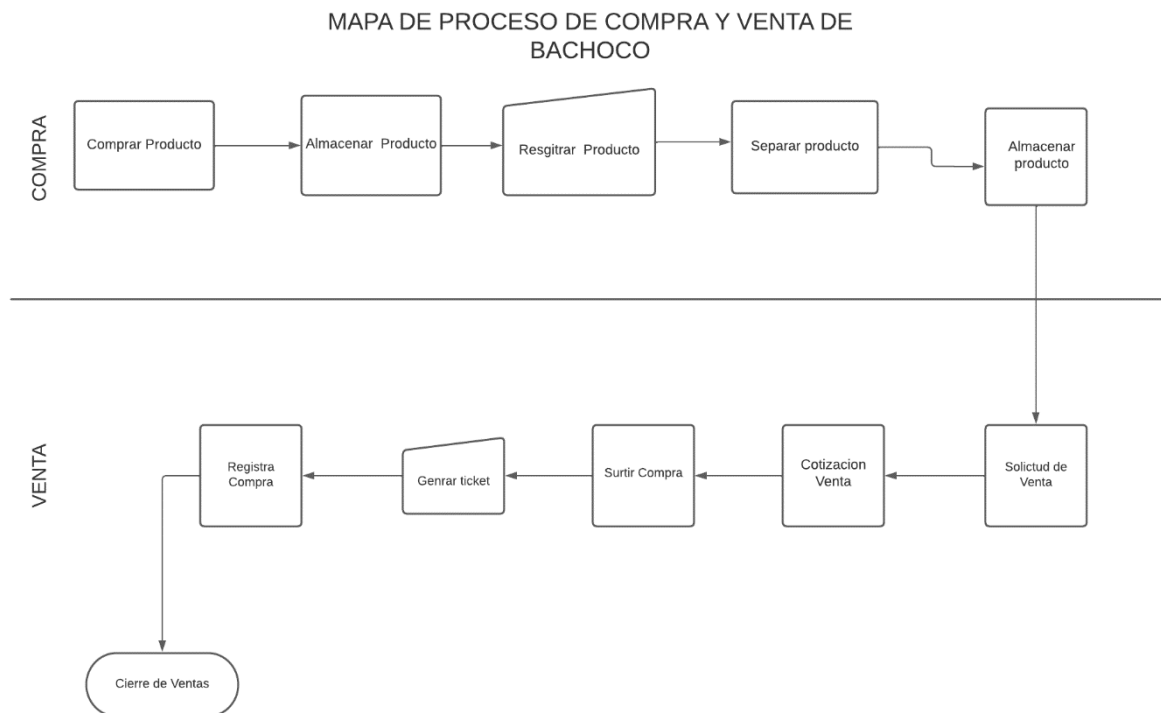 MAPA DE PROCESO DE COMPRA Y VENTA DE
BACHOCO
COMPRA
Comprar Producto
Almacenar Producto
Resgitrar Producto
Separar producto
Almacenar
producto
VENTA
Registra
Compra
Genrar ticket
Surtir Compra
Cotizacion
Venta
Solictud de
Venta
Cierre de Ventas